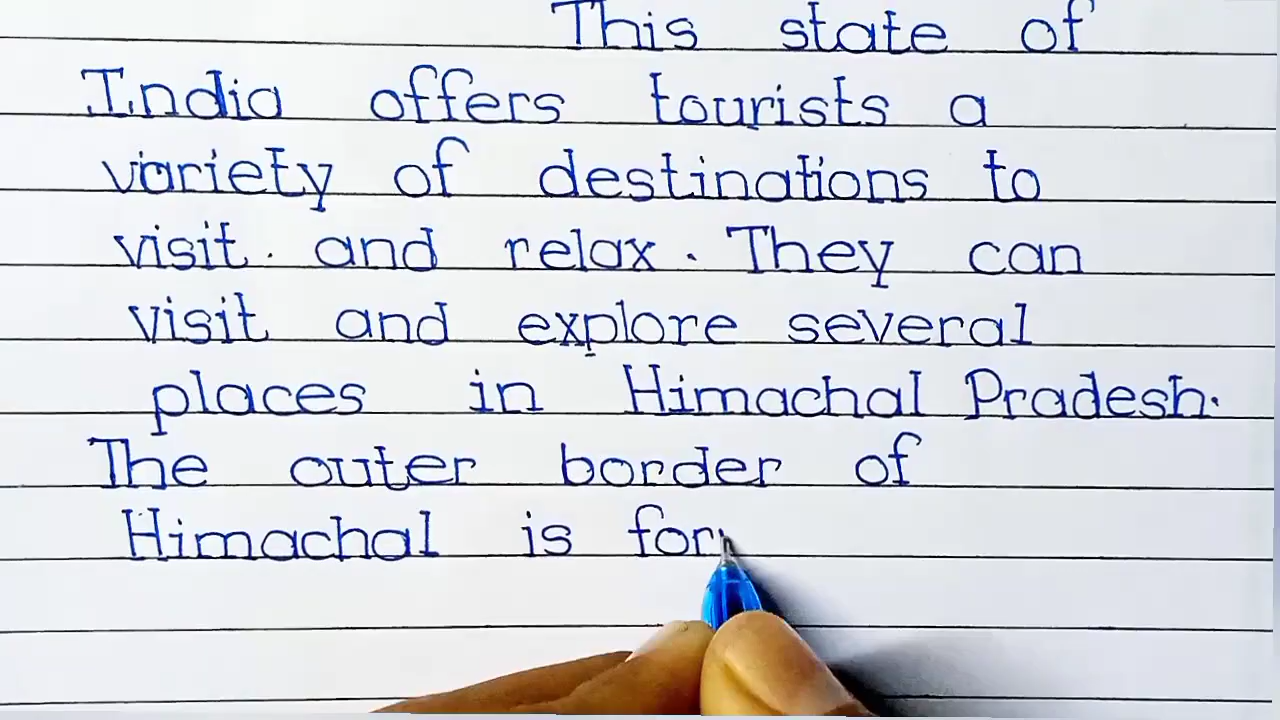 This state of
India offers tourists a
variety of destinations to
visit. and relax. They can
visit and explore several
places in Himachal Pradesh.
The outer border of
Himachal is for